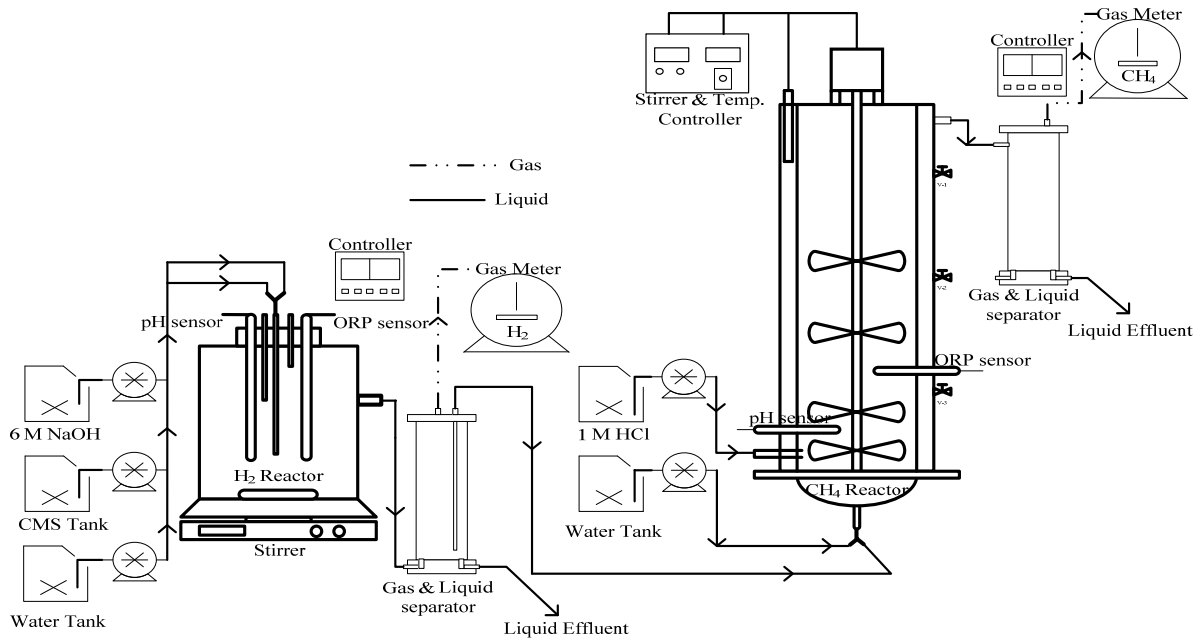 Gas Meter
Controller
CH₄
Stirrer & Temp.
Controller
Gas
V-1
Liquid
Controller
Gas Meter
V-2
Gas & Liquid
separator
pH sensor
ORP sensor
H₂
Liquid Effluent
ORP sensor
V-3
pH sensor
6 M NaOH
1 M HCl
H₂ Reactor
CH₄ Reactor
CMS Tank
Water Tank
Stirrer
Gas & Liquid
separator
Water Tank
Liquid Effluent